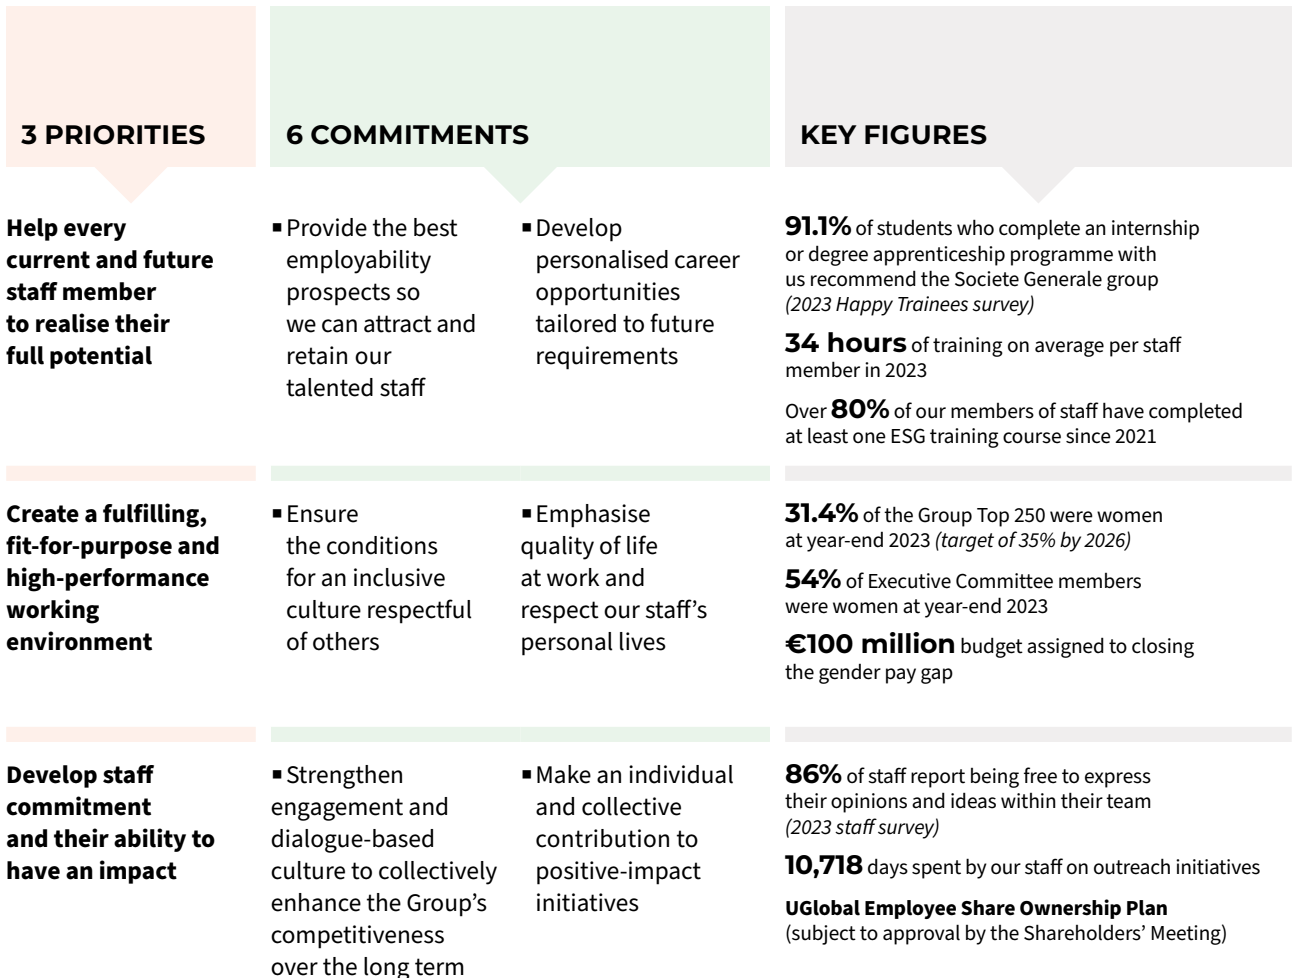 3 PRIORITIES
6 COMMITMENTS
KEY FIGURES
Help every
current and future
staff member
to realise their
full potential
▪ Provide the best
employability
prospects so
we can attract and
retain our
talented staff
▪ Develop
personalised career
opportunities
tailored to future
requirements
91.1% of students who complete an internship
or degree apprenticeship programme with
us recommend the Societe Generale group
(2023 Happy Trainees survey)
34 hours of training on average per staff
member in 2023
Over 80% of our members of staff have completed
at least one ESG training course since 2021
Create a fulfilling,
fit-for-purpose and
high-performance
working
environment
▪ Ensure
the conditions
for an inclusive
culture respectful
of others
▪ Emphasise
quality of life
at work and
respect our staff’s
personal lives
31.4% of the Group Top 250 were women
at year-end 2023 (target of 35% by 2026)
54% of Executive Committee members
were women at year-end 2023
€100 million budget assigned to closing
the gender pay gap
Develop staff
commitment
and their ability to
have an impact
▪ Strengthen
engagement and
dialogue-based
culture to collectively
enhance the Group’s
competitiveness
over the long term
▪ Make an individual
and collective
contribution to
positive-impact
initiatives
86% of staff report being free to express
their opinions and ideas within their team
(2023 staff survey)
10,718 days spent by our staff on outreach initiatives
UGlobal Employee Share Ownership Plan
(subject to approval by the Shareholders’ Meeting)